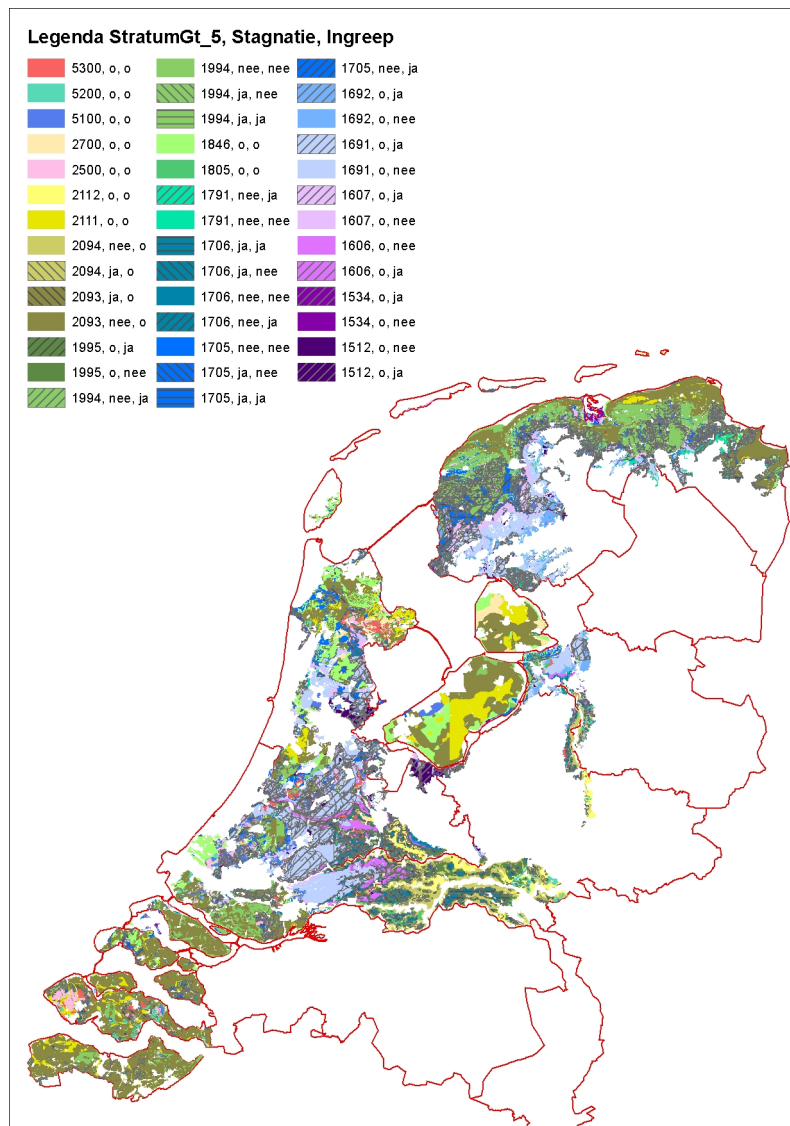 Legenda StratumGt_5, Stagnatie, Ingreep
5300, o, o
5200, o, o
5100, o, o
2700, o, o
2500, o, o
2112, o, o
2111, o, o
2094, nee, o
2094, ja, o
2093, ja, o
2093, nee, o
1995, o, ja
1995, o, nee
1994, nee, ja
1994, nee, nee
1994, ja, nee
1994, ja, ja
1846, o, o
1805, o, o
1791, nee, ja
1791, nee, nee
1706, ja, ja
1706, ja, nee
1706, nee, nee
1706, nee, ja
1705, nee, nee
1705, ja, nee
1705, ja, ja
1705, nee, ja
1692, o, ja
1692, o, nee
1691, o, ja
1691, o, nee
1607, o, ja
1607, o, nee
1606, o, nee
1606, o, ja
1534, o, ja
1534, o, nee
1512, o, nee
1512, o, ja